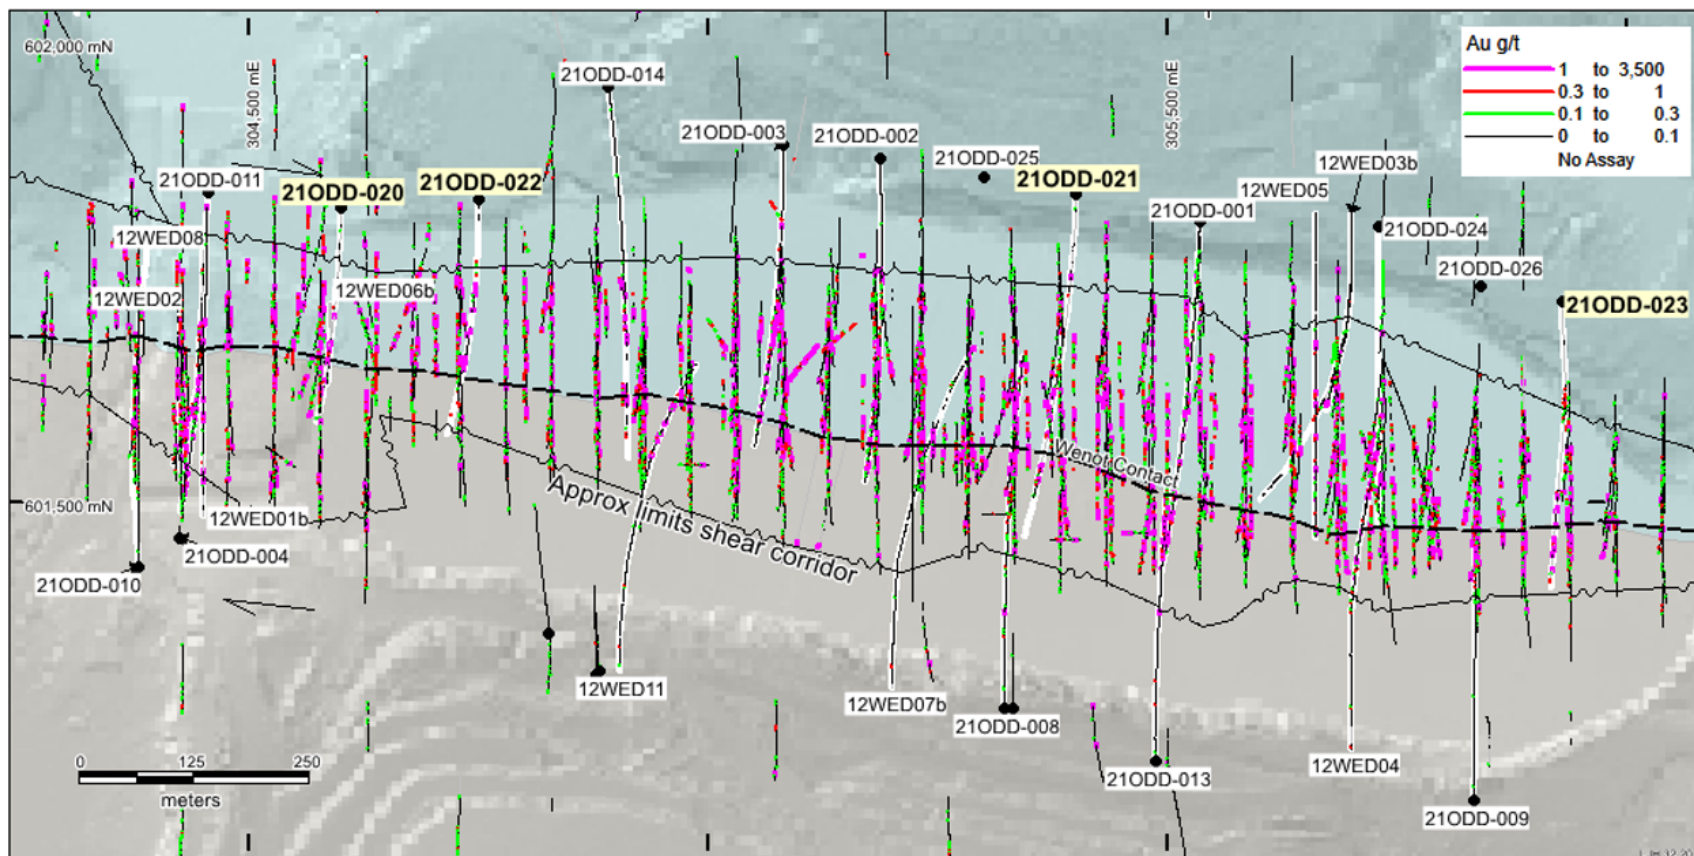 602,000 mN
304,500 mE
305,500 mE
Au g/t
1 to 3,500
0.3 to 1
0.1 to 0.3
0 to 0.1
No Assay
21ODD-014
21ODD-003
21ODD-002
21ODD-025
12WED03b
12WED05
21ODD-011
21ODD-020
21ODD-022
21ODD-021
21ODD-001
21ODD-024
12WED08
21ODD-026
12WED02
12WED06b
21ODD-023
Wenot Contact
601,500 mN
12WED01b
Approx limits shear corridor
21ODD-004
21ODD-010
12WED11
12WED07b
21ODD-008
21ODD-013
12WED04
21ODD-009
0 125 250
meters